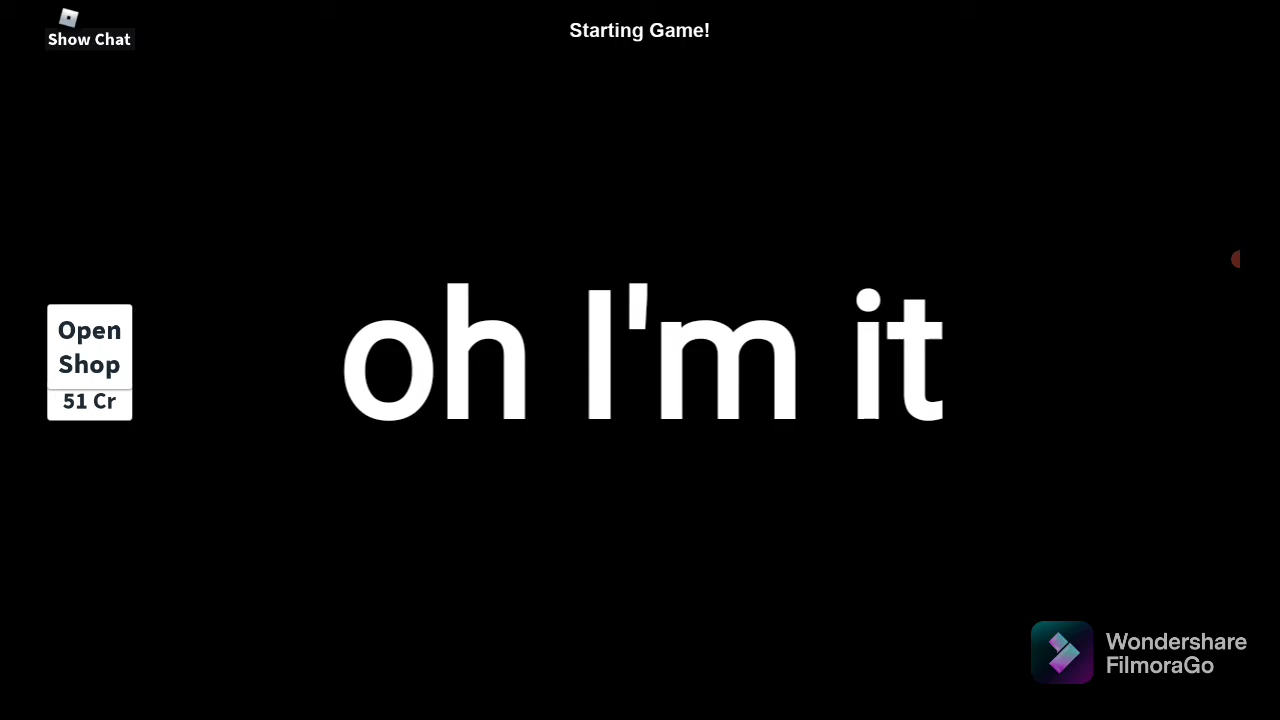 Show Chat
Starting Game!
oh I'm it
Open
Shop
51 Cr
Wondershare
FilmoraGo